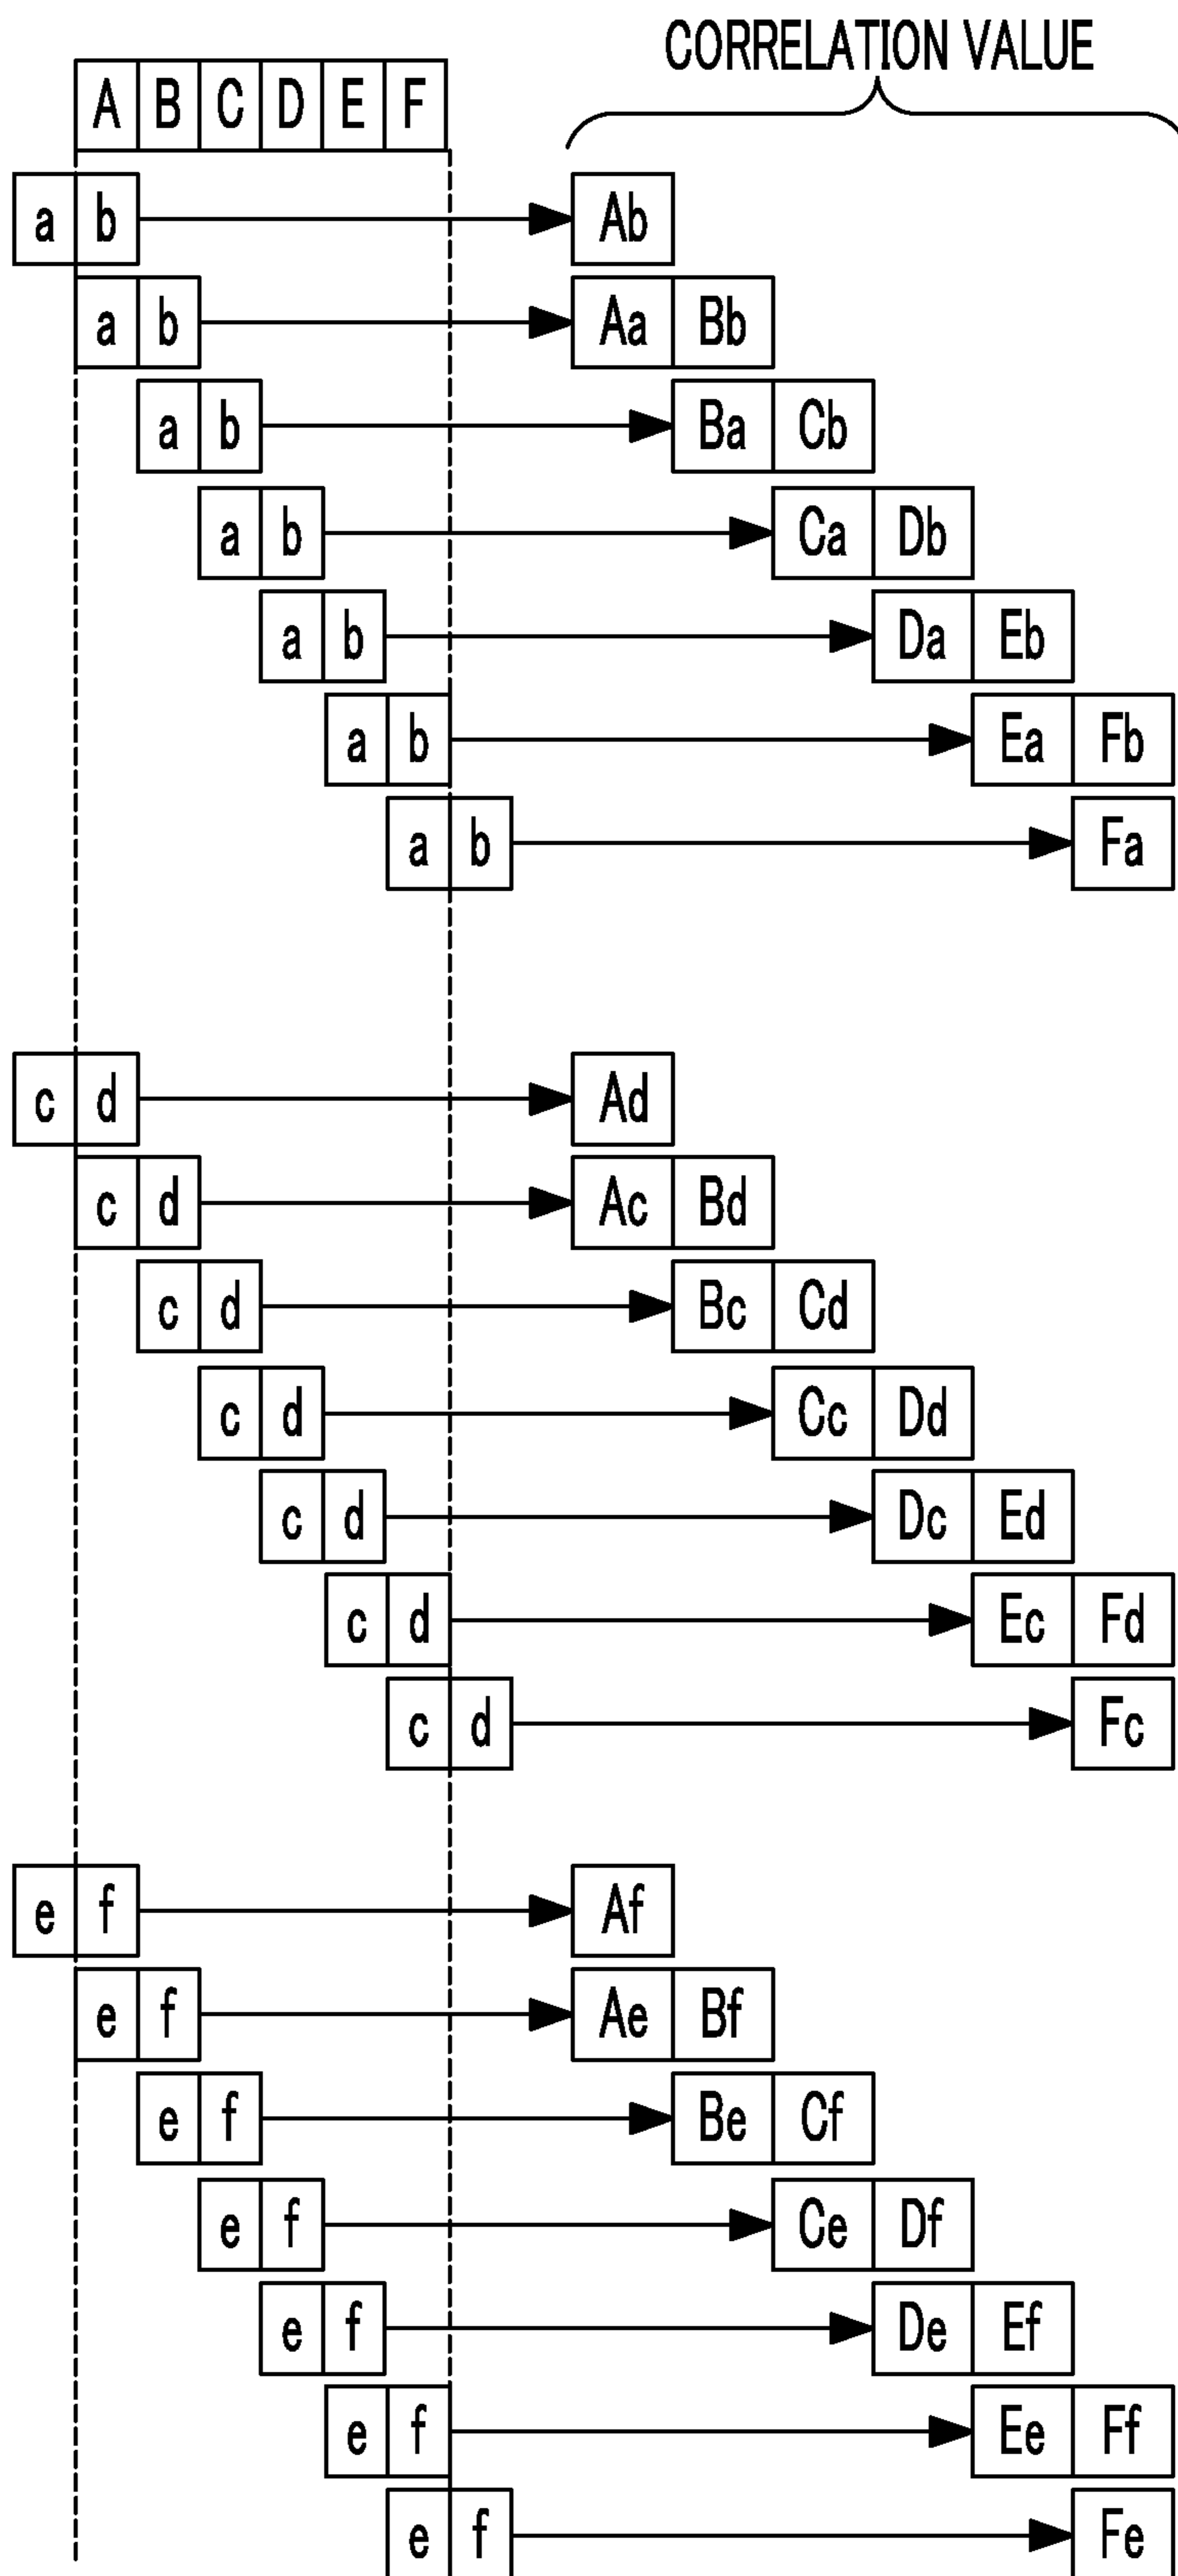 CORRELATION VALUE
A B C D E F
a b Ab
a b Aa Bb
a b Ba Cb
a b Ca Db
a b Da Eb
a b Ea Fb
a b Fa
c d Ad
c d Ac Bd
c d Bc Cd
c d Cc Dd
c d Dc Ed
c d Ec Fd
c d Fc
e f Af
e f Ae Bf
e f Be Cf
e f Ce Df
e f De Ef
e f Ee Ff
e f Fe